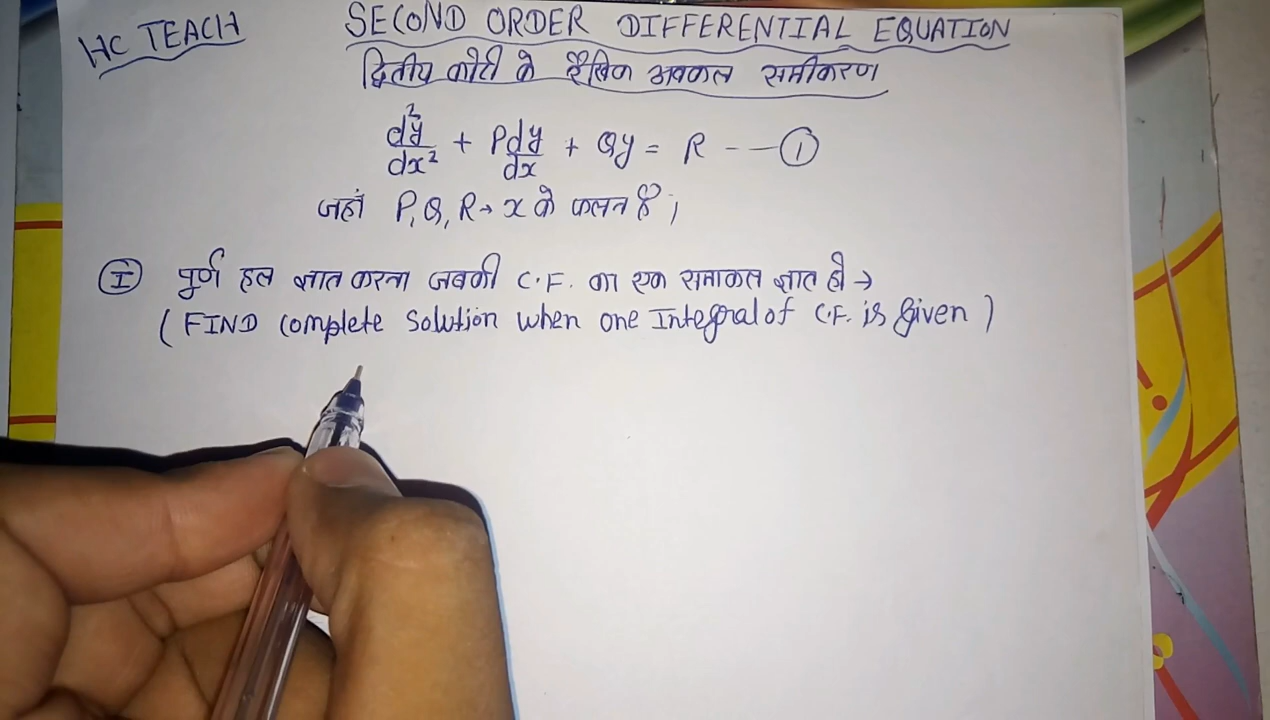 HC TEACH
SECOND ORDER DIFFERENTIAL EQUATION
द्वितीय कोटी के रैखिक अवकल समीकरण
d²y/dx² + P dy/dx + Qy = R --- ①
जहाँ P, Q, R → x के फलन हैं ;
Ⓘ पुर्ण हल ज्ञात करना जबकी C.F. का एक समाकल ज्ञात हो →
( FIND Complete Solution when one Integral of C.F. is given )